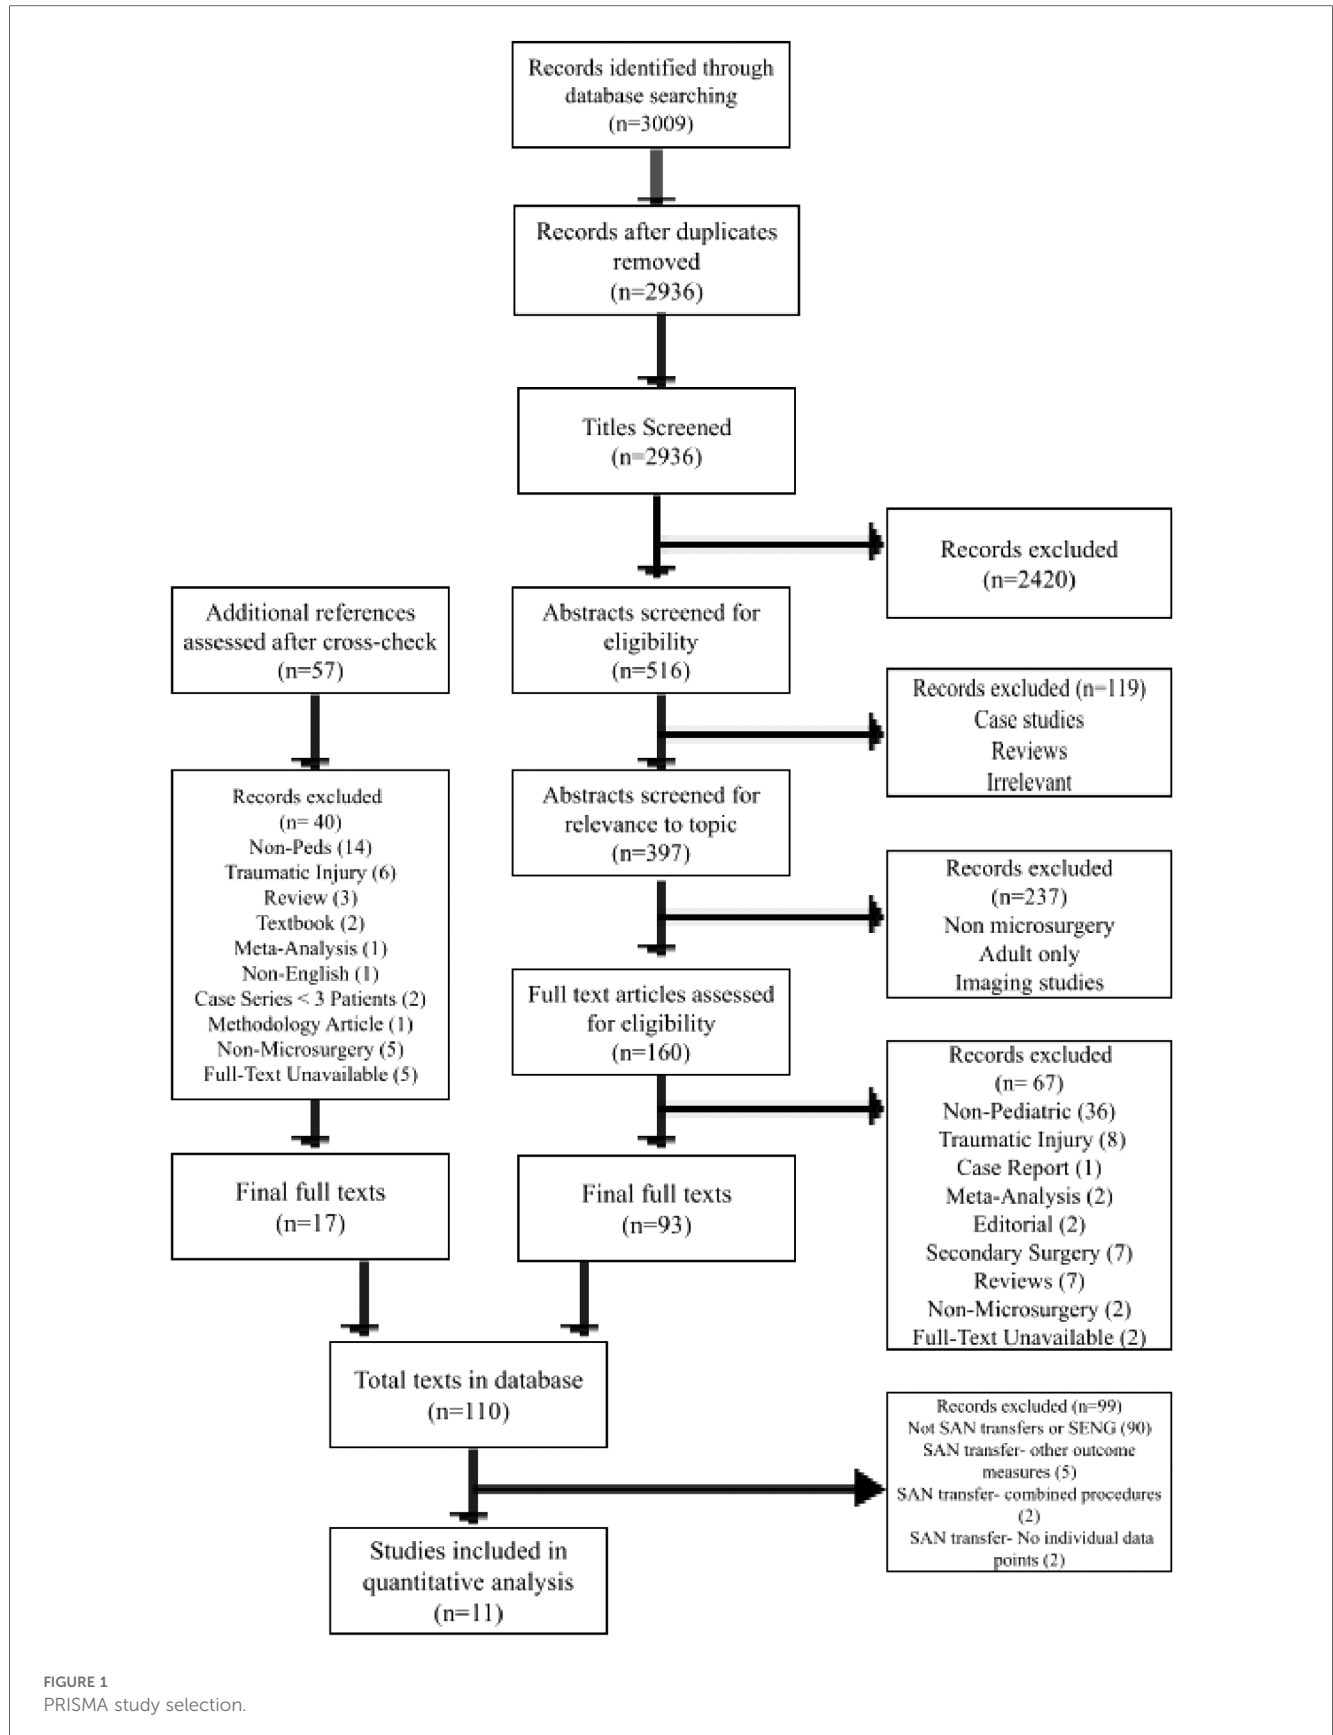 Records identified through
database searching
(n=3009)
Records after duplicates
removed
(n=2936)
Titles Screened
(n=2936)
Records excluded
(n=2420)
Additional references
assessed after cross-check
(n=57)
Abstracts screened for
eligibility
(n=516)
Records excluded (n=119)
Case studies
Reviews
Irrelevant
Records excluded
(n= 40)
Non-Peds (14)
Traumatic Injury (6)
Review (3)
Textbook (2)
Meta-Analysis (1)
Non-English (1)
Case Series < 3 Patients (2)
Methodology Article (1)
Non-Microsurgery (5)
Full-Text Unavailable (5)
Abstracts screened for
relevance to topic
(n=397)
Records excluded
(n=237)
Non microsurgery
Adult only
Imaging studies
Full text articles assessed
for eligibility
(n=160)
Records excluded
(n= 67)
Non-Pediatric (36)
Traumatic Injury (8)
Case Report (1)
Meta-Analysis (2)
Editorial (2)
Secondary Surgery (7)
Reviews (7)
Non-Microsurgery (2)
Full-Text Unavailable (2)
Final full texts
(n=17)
Final full texts
(n=93)
Total texts in database
(n=110)
Records excluded (n=99)
Not SAN transfers or SENG (90)
SAN transfer- other outcome
measures (5)
SAN transfer- combined procedures
(2)
SAN transfer- No individual data
points (2)
Studies included in
quantitative analysis
(n=11)
FIGURE 1
PRISMA study selection.